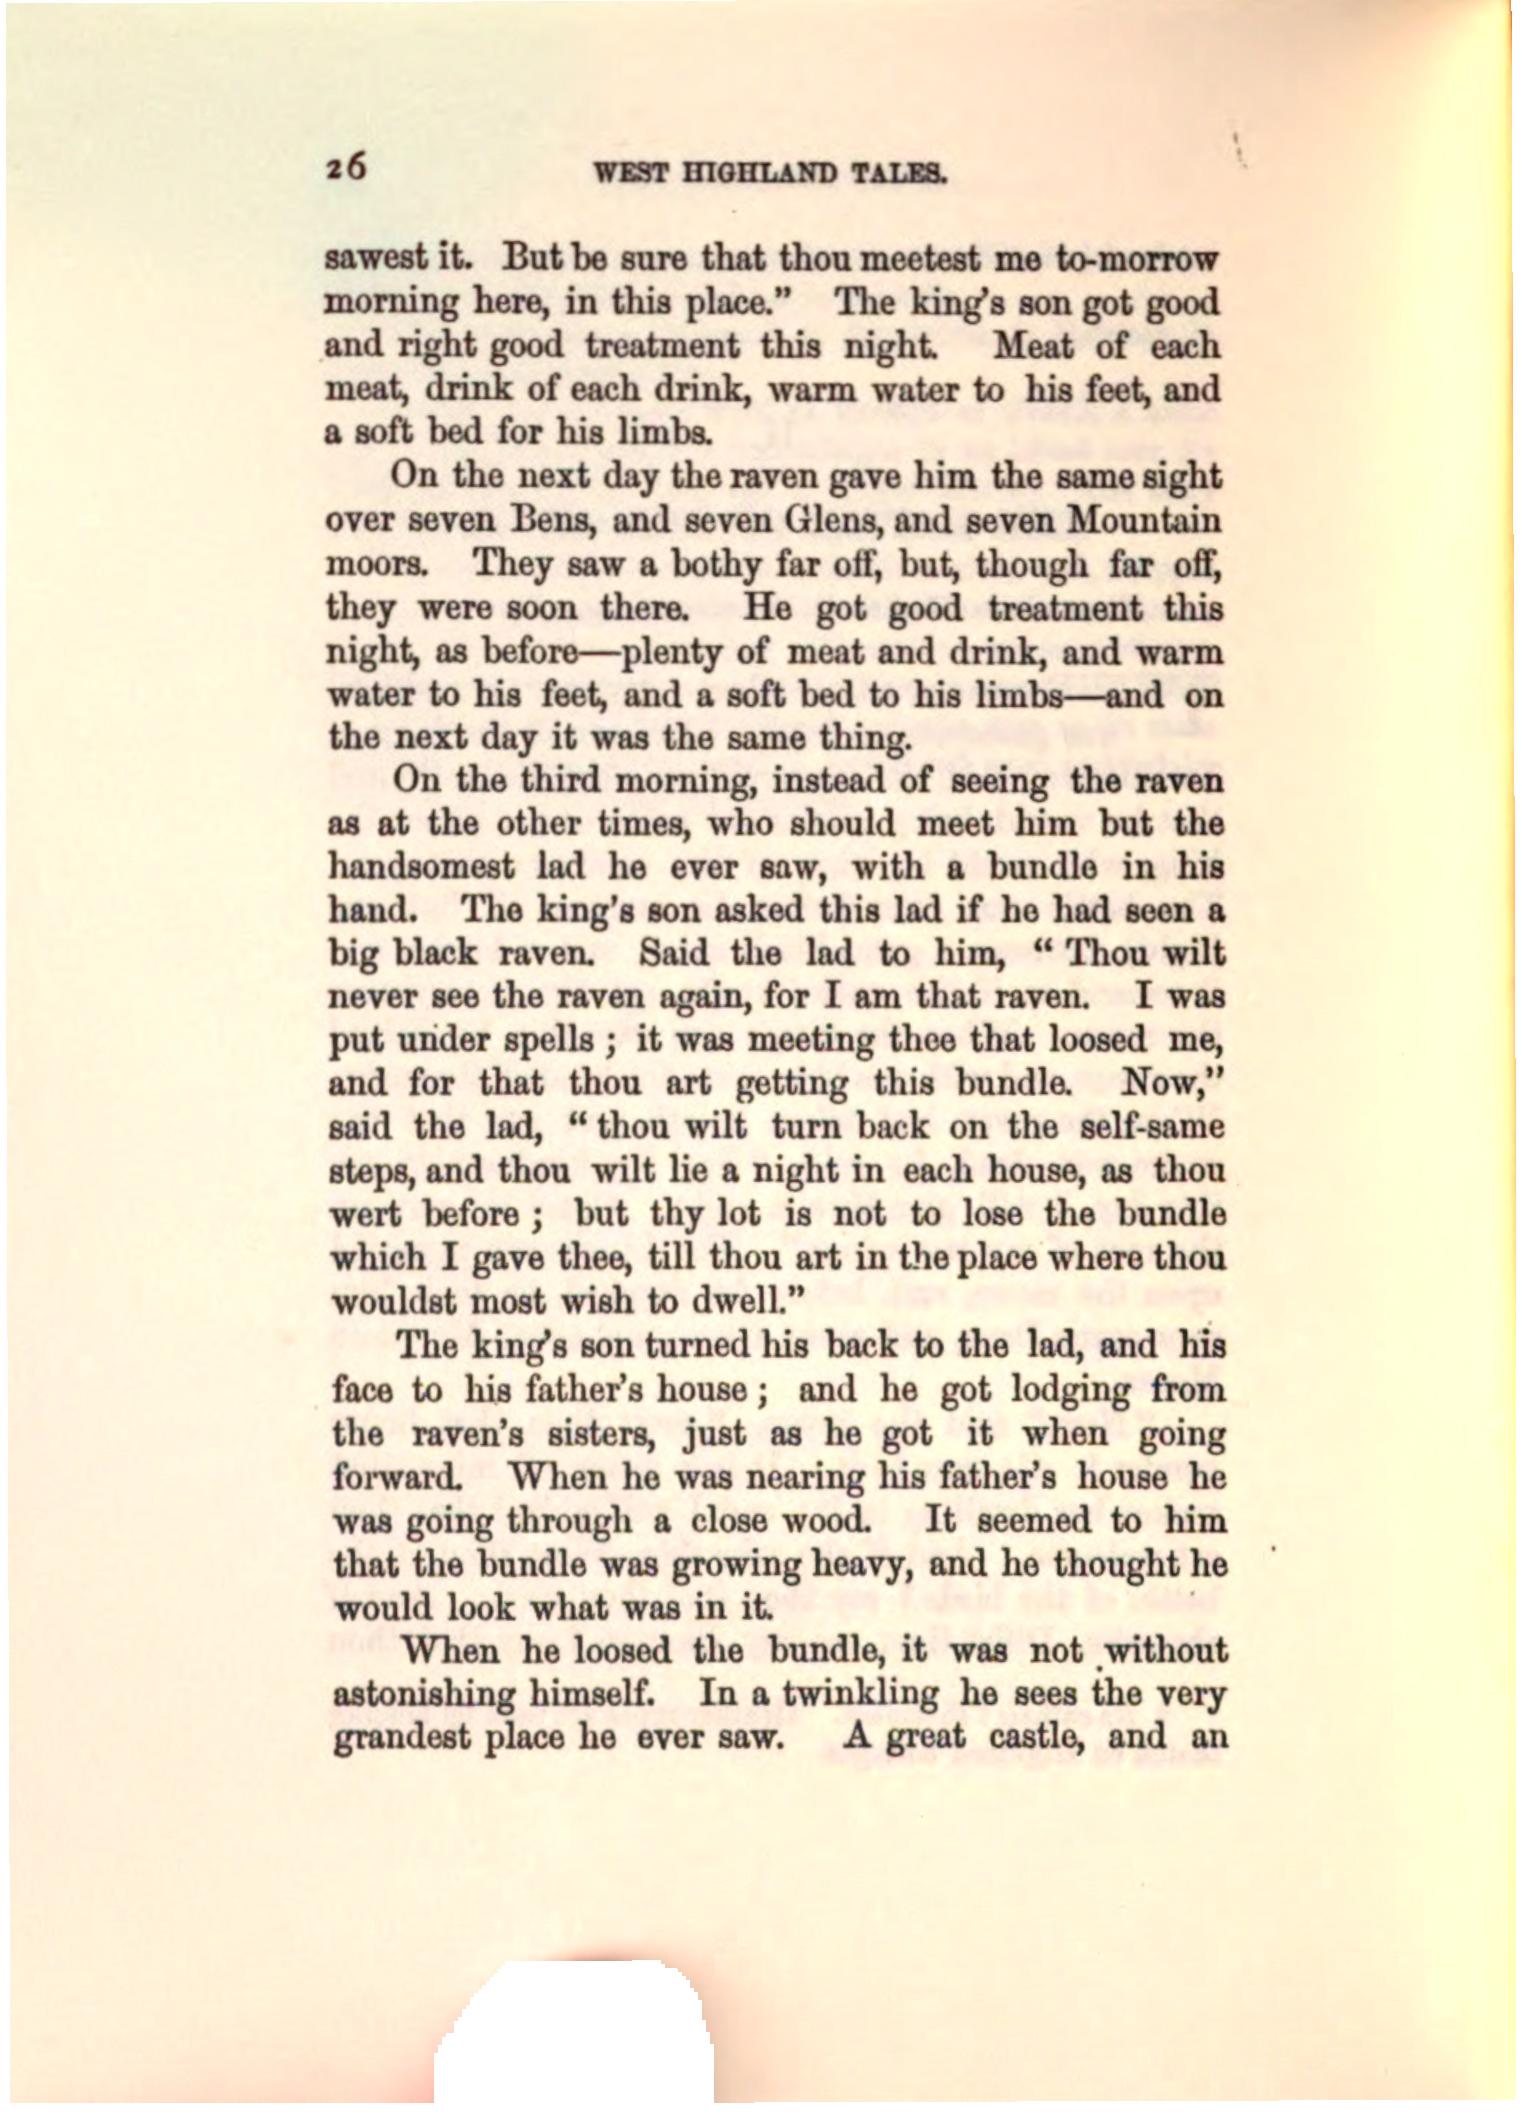 26 WEST HIGHLAND TALES.
sawest it. But be sure that thou meetest me to-morrow
morning here, in this place.” The king's son got good
and right good treatment this night. Meat of each
meat, drink of each drink, warm water to his feet, and
a soft bed for his limbs.
On the next day the raven gave him the same sight
over seven Bens, and seven Glens, and seven Mountain
moors. They saw a bothy far off, but, though far off,
they were soon there. He got good treatment this
night, as before—plenty of meat and drink, and warm
water to his feet, and a soft bed to his limbs—and on
the next day it was the same thing.
On the third morning, instead of seeing the raven
as at the other times, who should meet him but the
handsomest lad he ever saw, with a bundle in his
hand. The king's son asked this lad if he had seen a
big black raven. Said the lad to him, “ Thou wilt
never see the raven again, for I am that raven. I was
put under spells ; it was meeting thee that loosed me,
and for that thou art getting this bundle. Now,”
said the lad, “ thou wilt turn back on the self-same
steps, and thou wilt lie a night in each house, as thou
wert before ; but thy lot is not to lose the bundle
which I gave thee, till thou art in the place where thou
wouldst most wish to dwell.”
The king's son turned his back to the lad, and his
face to his father's house ; and he got lodging from
the raven's sisters, just as he got it when going
forward. When he was nearing his father's house he
was going through a close wood. It seemed to him
that the bundle was growing heavy, and he thought he
would look what was in it.
When he loosed the bundle, it was not without
astonishing himself. In a twinkling he sees the very
grandest place he ever saw. A great castle, and an